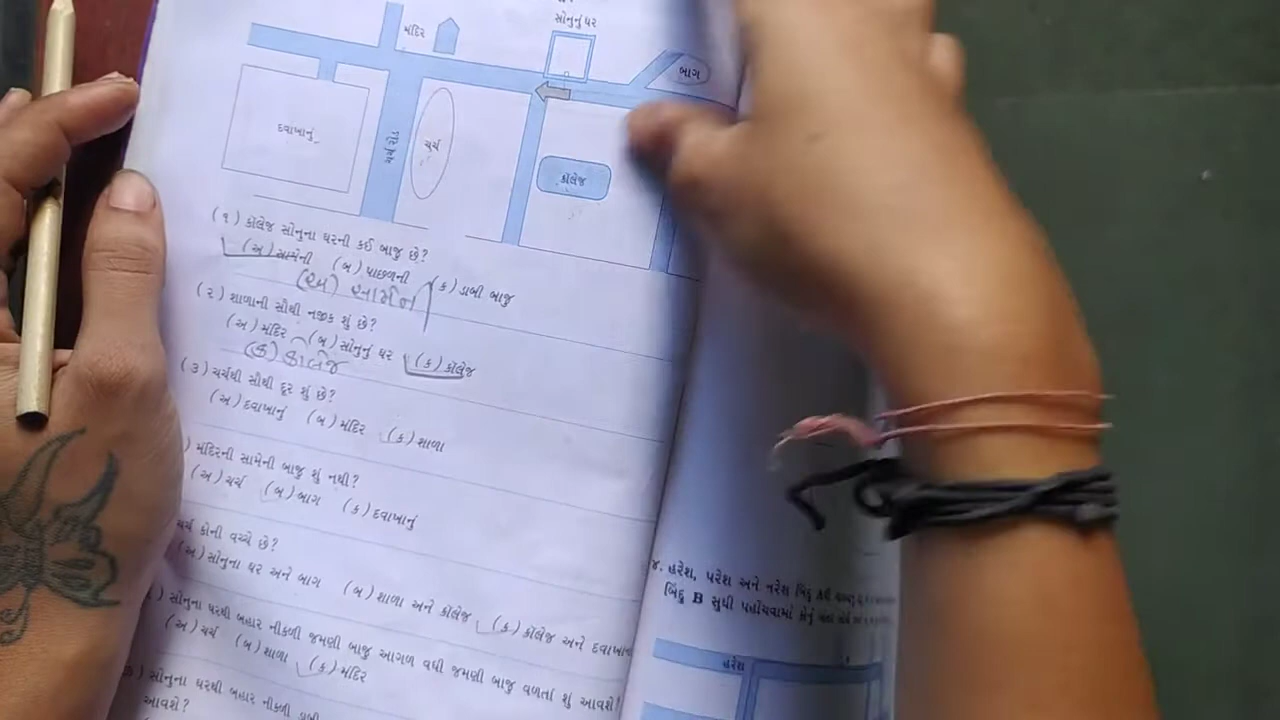 સોનુનું ઘર
મંદિર
બાગ
દવાખાનું
ચર્ચ રોડ
ચર્ચ
કૉલેજ
(૧) કૉલેજ સોનુના ઘરની કઈ બાજુ છે?
(અ) સામેની (બ) પાછળની (ક) ડાબી બાજુ
(અ) સામેની
(૨) શાળાની સૌથી નજીક શું છે?
(અ) મંદિર (બ) સોનુનું ઘર (ક) કૉલેજ
(ક) કોલેજ
(૩) ચર્ચથી સૌથી દૂર શું છે?
(અ) દવાખાનું (બ) મંદિર (ક) શાળા
) મંદિરની સામેની બાજુ શું નથી?
(અ) ચર્ચ (બ) બાગ (ક) દવાખાનું
ચર્ચ કોની વચ્ચે છે?
(અ) સોનુના ઘર અને બાગ (બ) શાળા અને કૉલેજ (ક) કૉલેજ અને
) સોનુના ઘરથી બહાર નીકળી જમણી બાજુ આગળ વધી જમણી બાજુ વળતાં શું આવશે?
(અ) ચર્ચ (બ) શાળા (ક) મંદિર
) સોનુના ઘરથી બહાર નીકળી ડાબી
આવશે?
૪. હરેશ, પરેશ અને નરેશ બિંદુ
બિંદુ B સુધી પહોંચવામાં કોનું
હરેશ